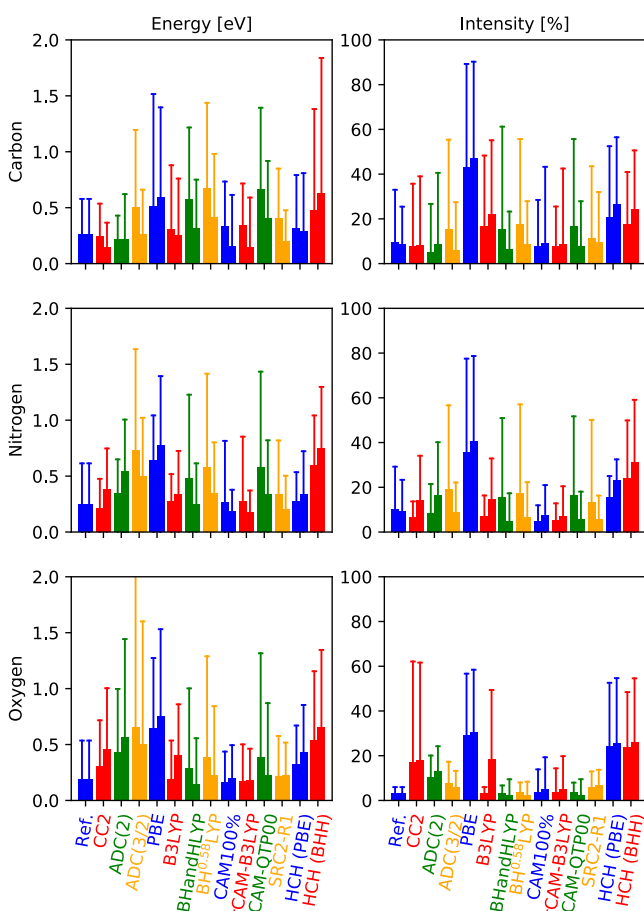 Energy [eV]
Intensity [%]
Carbon
2.0
1.5
1.0
0.5
0.0
100
80
60
40
20
0
Nitrogen
2.0
1.5
1.0
0.5
0.0
100
80
60
40
20
0
Oxygen
2.0
1.5
1.0
0.5
0.0
100
80
60
40
20
0
Ref.
CC2
ADC(2)
ADC(3/2)
PBE
B3LYP
BHandHLYP
BH⁰·⁵⁸LYP
CAM100%
rCAM-B3LYP
CAM-QTP00
SRC2-R1
HCH (PBE)
HCH (BHH)
Ref.
CC2
ADC(2)
ADC(3/2)
PBE
B3LYP
BHandHLYP
BH⁰·⁵⁸LYP
CAM100%
rCAM-B3LYP
CAM-QTP00
SRC2-R1
HCH (PBE)
HCH (BHH)